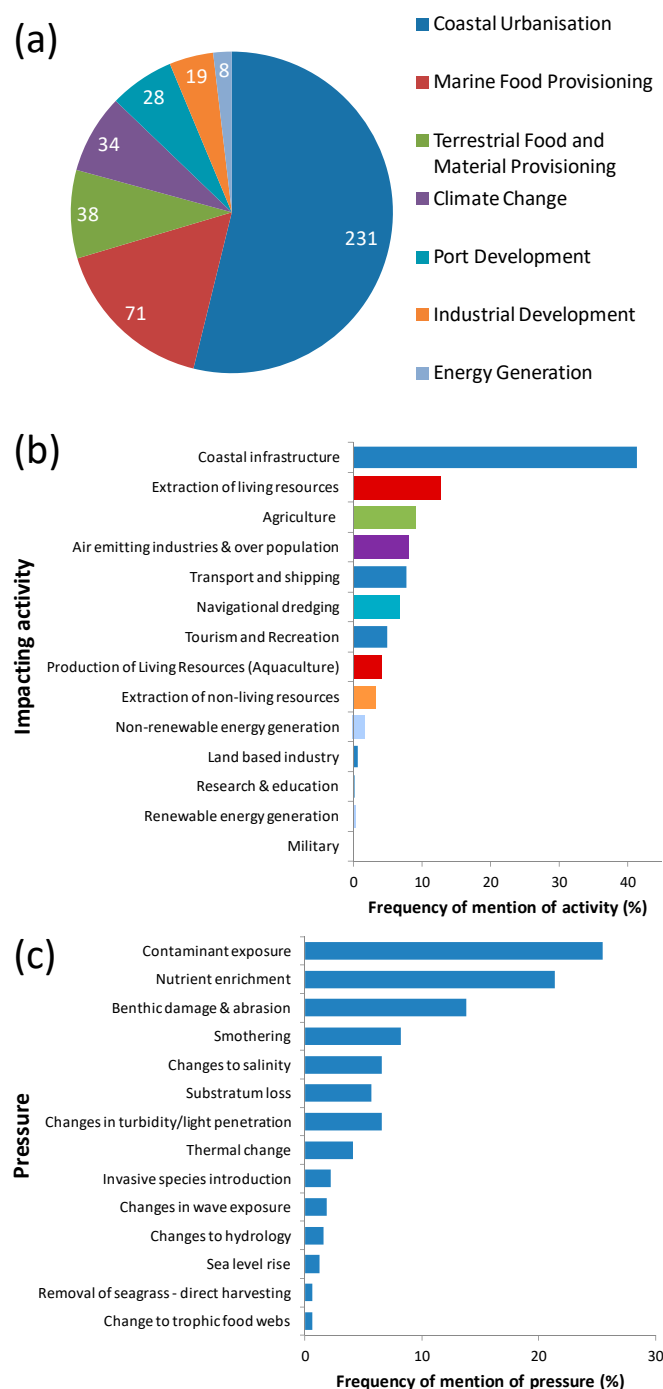 (a)
8
19
28
34
38
71
231
Coastal Urbanisation
Marine Food Provisioning
Terrestrial Food and
Material Provisioning
Climate Change
Port Development
Industrial Development
Energy Generation
(b)
Impacting activity
Coastal infrastructure
Extraction of living resources
Agriculture
Air emitting industries & over population
Transport and shipping
Navigational dredging
Tourism and Recreation
Production of Living Resources (Aquaculture)
Extraction of non-living resources
Non-renewable energy generation
Land based industry
Research & education
Renewable energy generation
Military
0 10 20 30 40
Frequency of mention of activity (%)
(c)
Pressure
Contaminant exposure
Nutrient enrichment
Benthic damage & abrasion
Smothering
Changes to salinity
Substratum loss
Changes in turbidity/light penetration
Thermal change
Invasive species introduction
Changes in wave exposure
Changes to hydrology
Sea level rise
Removal of seagrass - direct harvesting
Change to trophic food webs
0 10 20 30
Frequency of mention of pressure (%)